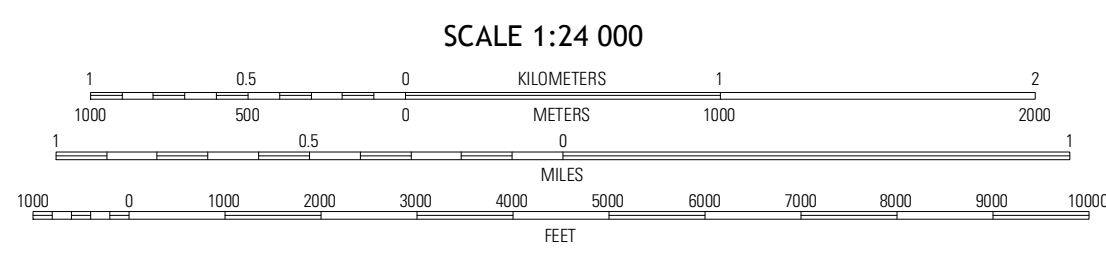 SCALE 1:24 000
1 0.5 0 KILOMETERS 1 2
1000 500 0 METERS 1000 2000
1 0.5 0 1
MILES
1000 0 1000 2000 3000 4000 5000 6000 7000 8000 9000 10000
FEET